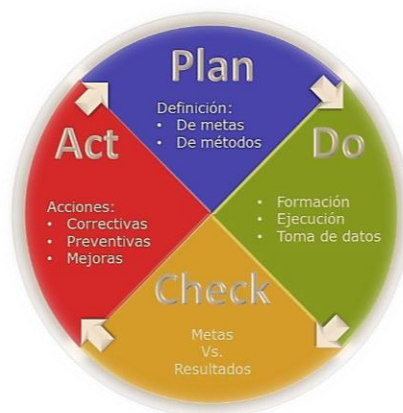 Plan
Definición:
• De metas
• De métodos
Do
• Formación
• Ejecución
• Toma de datos
Check
Metas
Vs.
Resultados
Act
Acciones:
• Correctivas
• Preventivas
• Mejoras